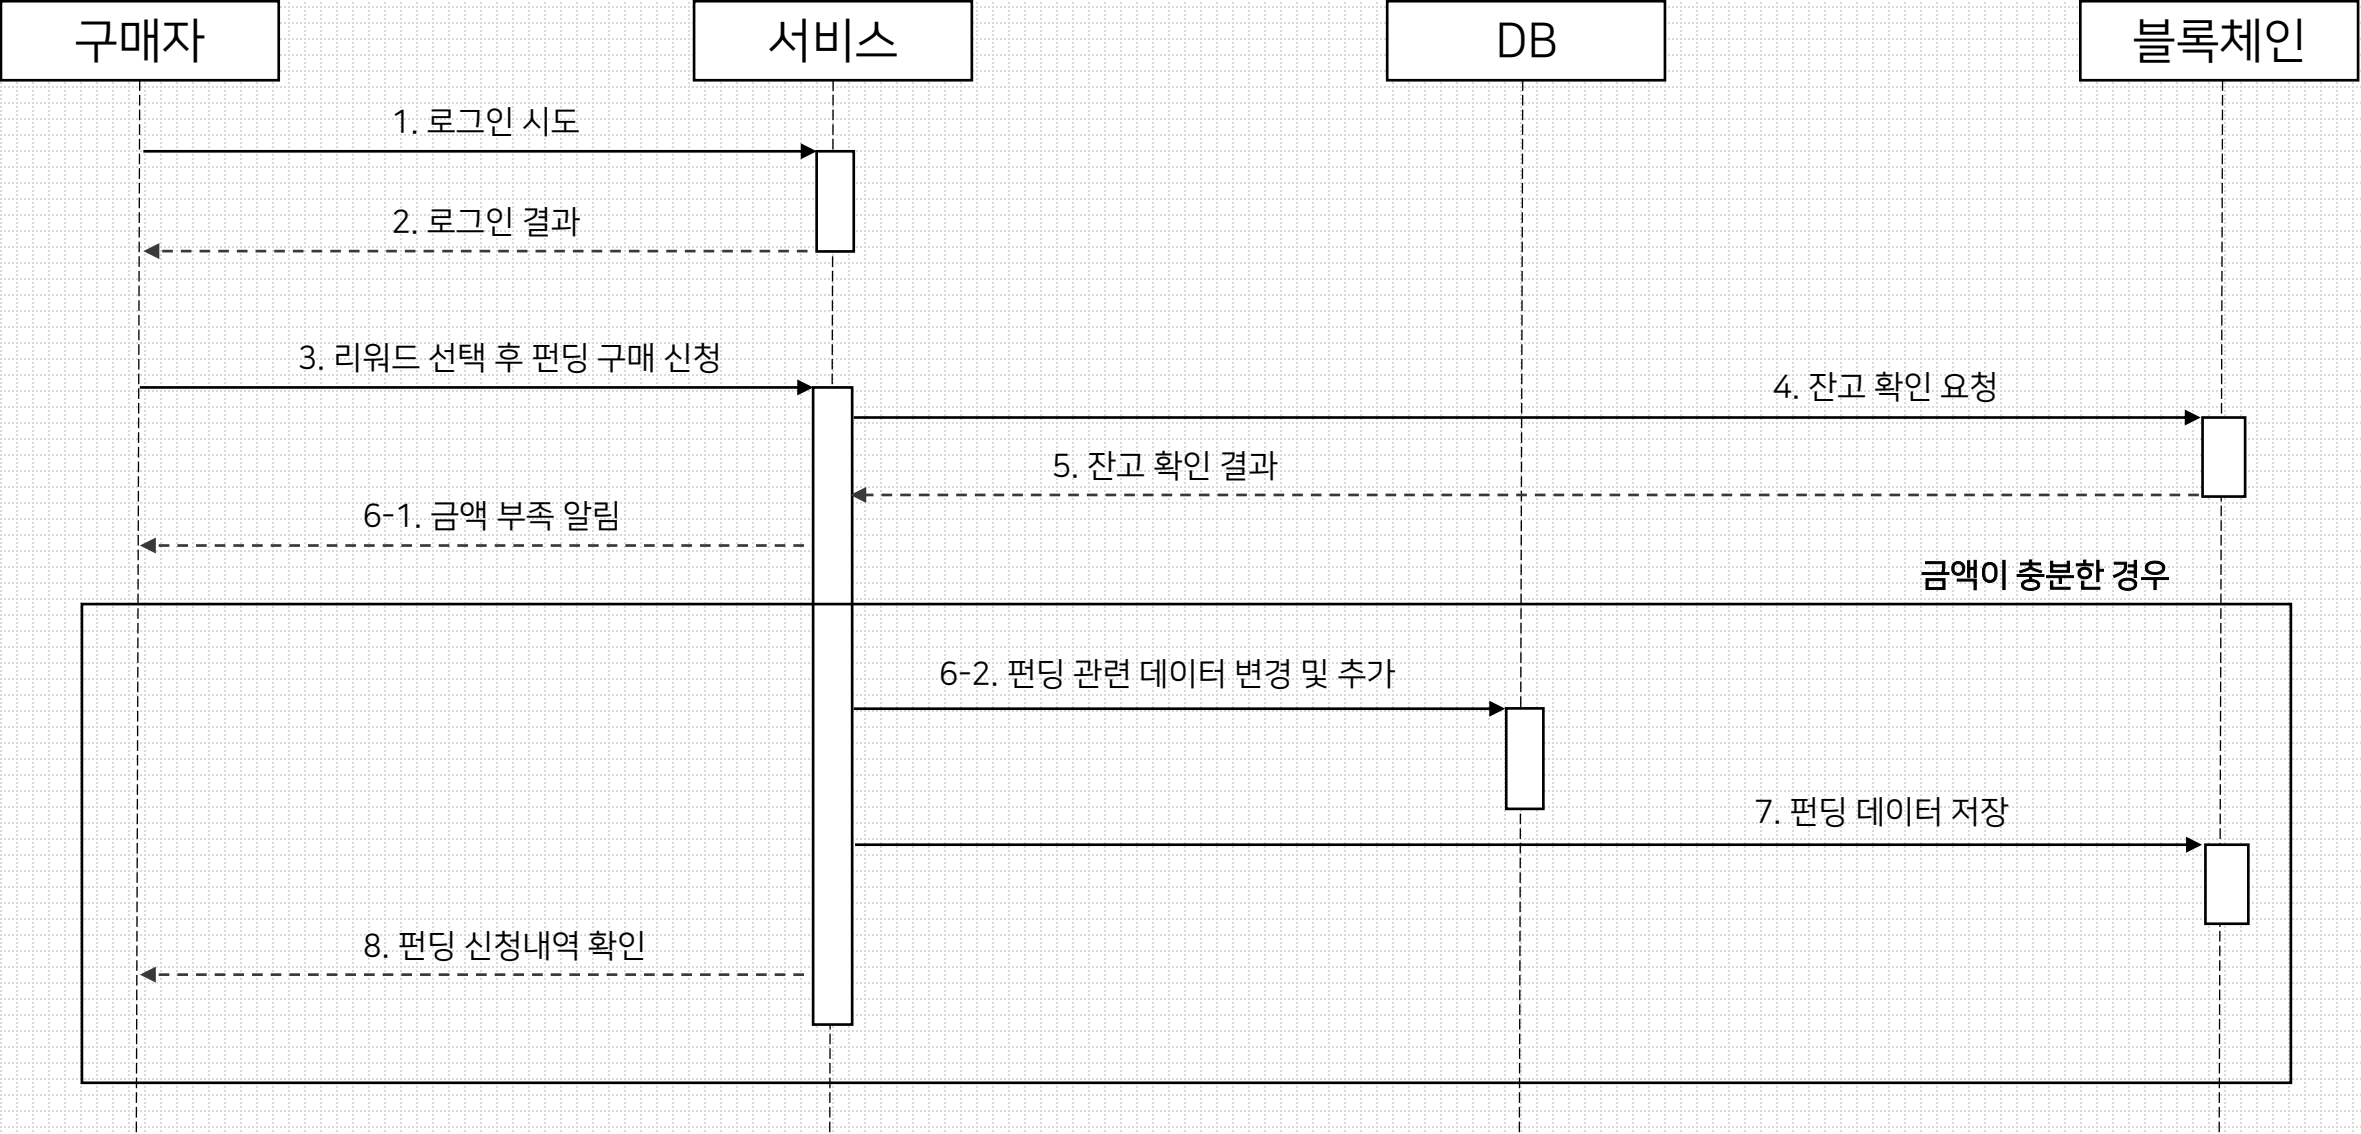 구매자
서비스
DB
블록체인
1. 로그인 시도
2. 로그인 결과
3. 리워드 선택 후 펀딩 구매 신청
4. 잔고 확인 요청
5. 잔고 확인 결과
6-1. 금액 부족 알림
금액이 충분한 경우
6-2. 펀딩 관련 데이터 변경 및 추가
7. 펀딩 데이터 저장
8. 펀딩 신청내역 확인